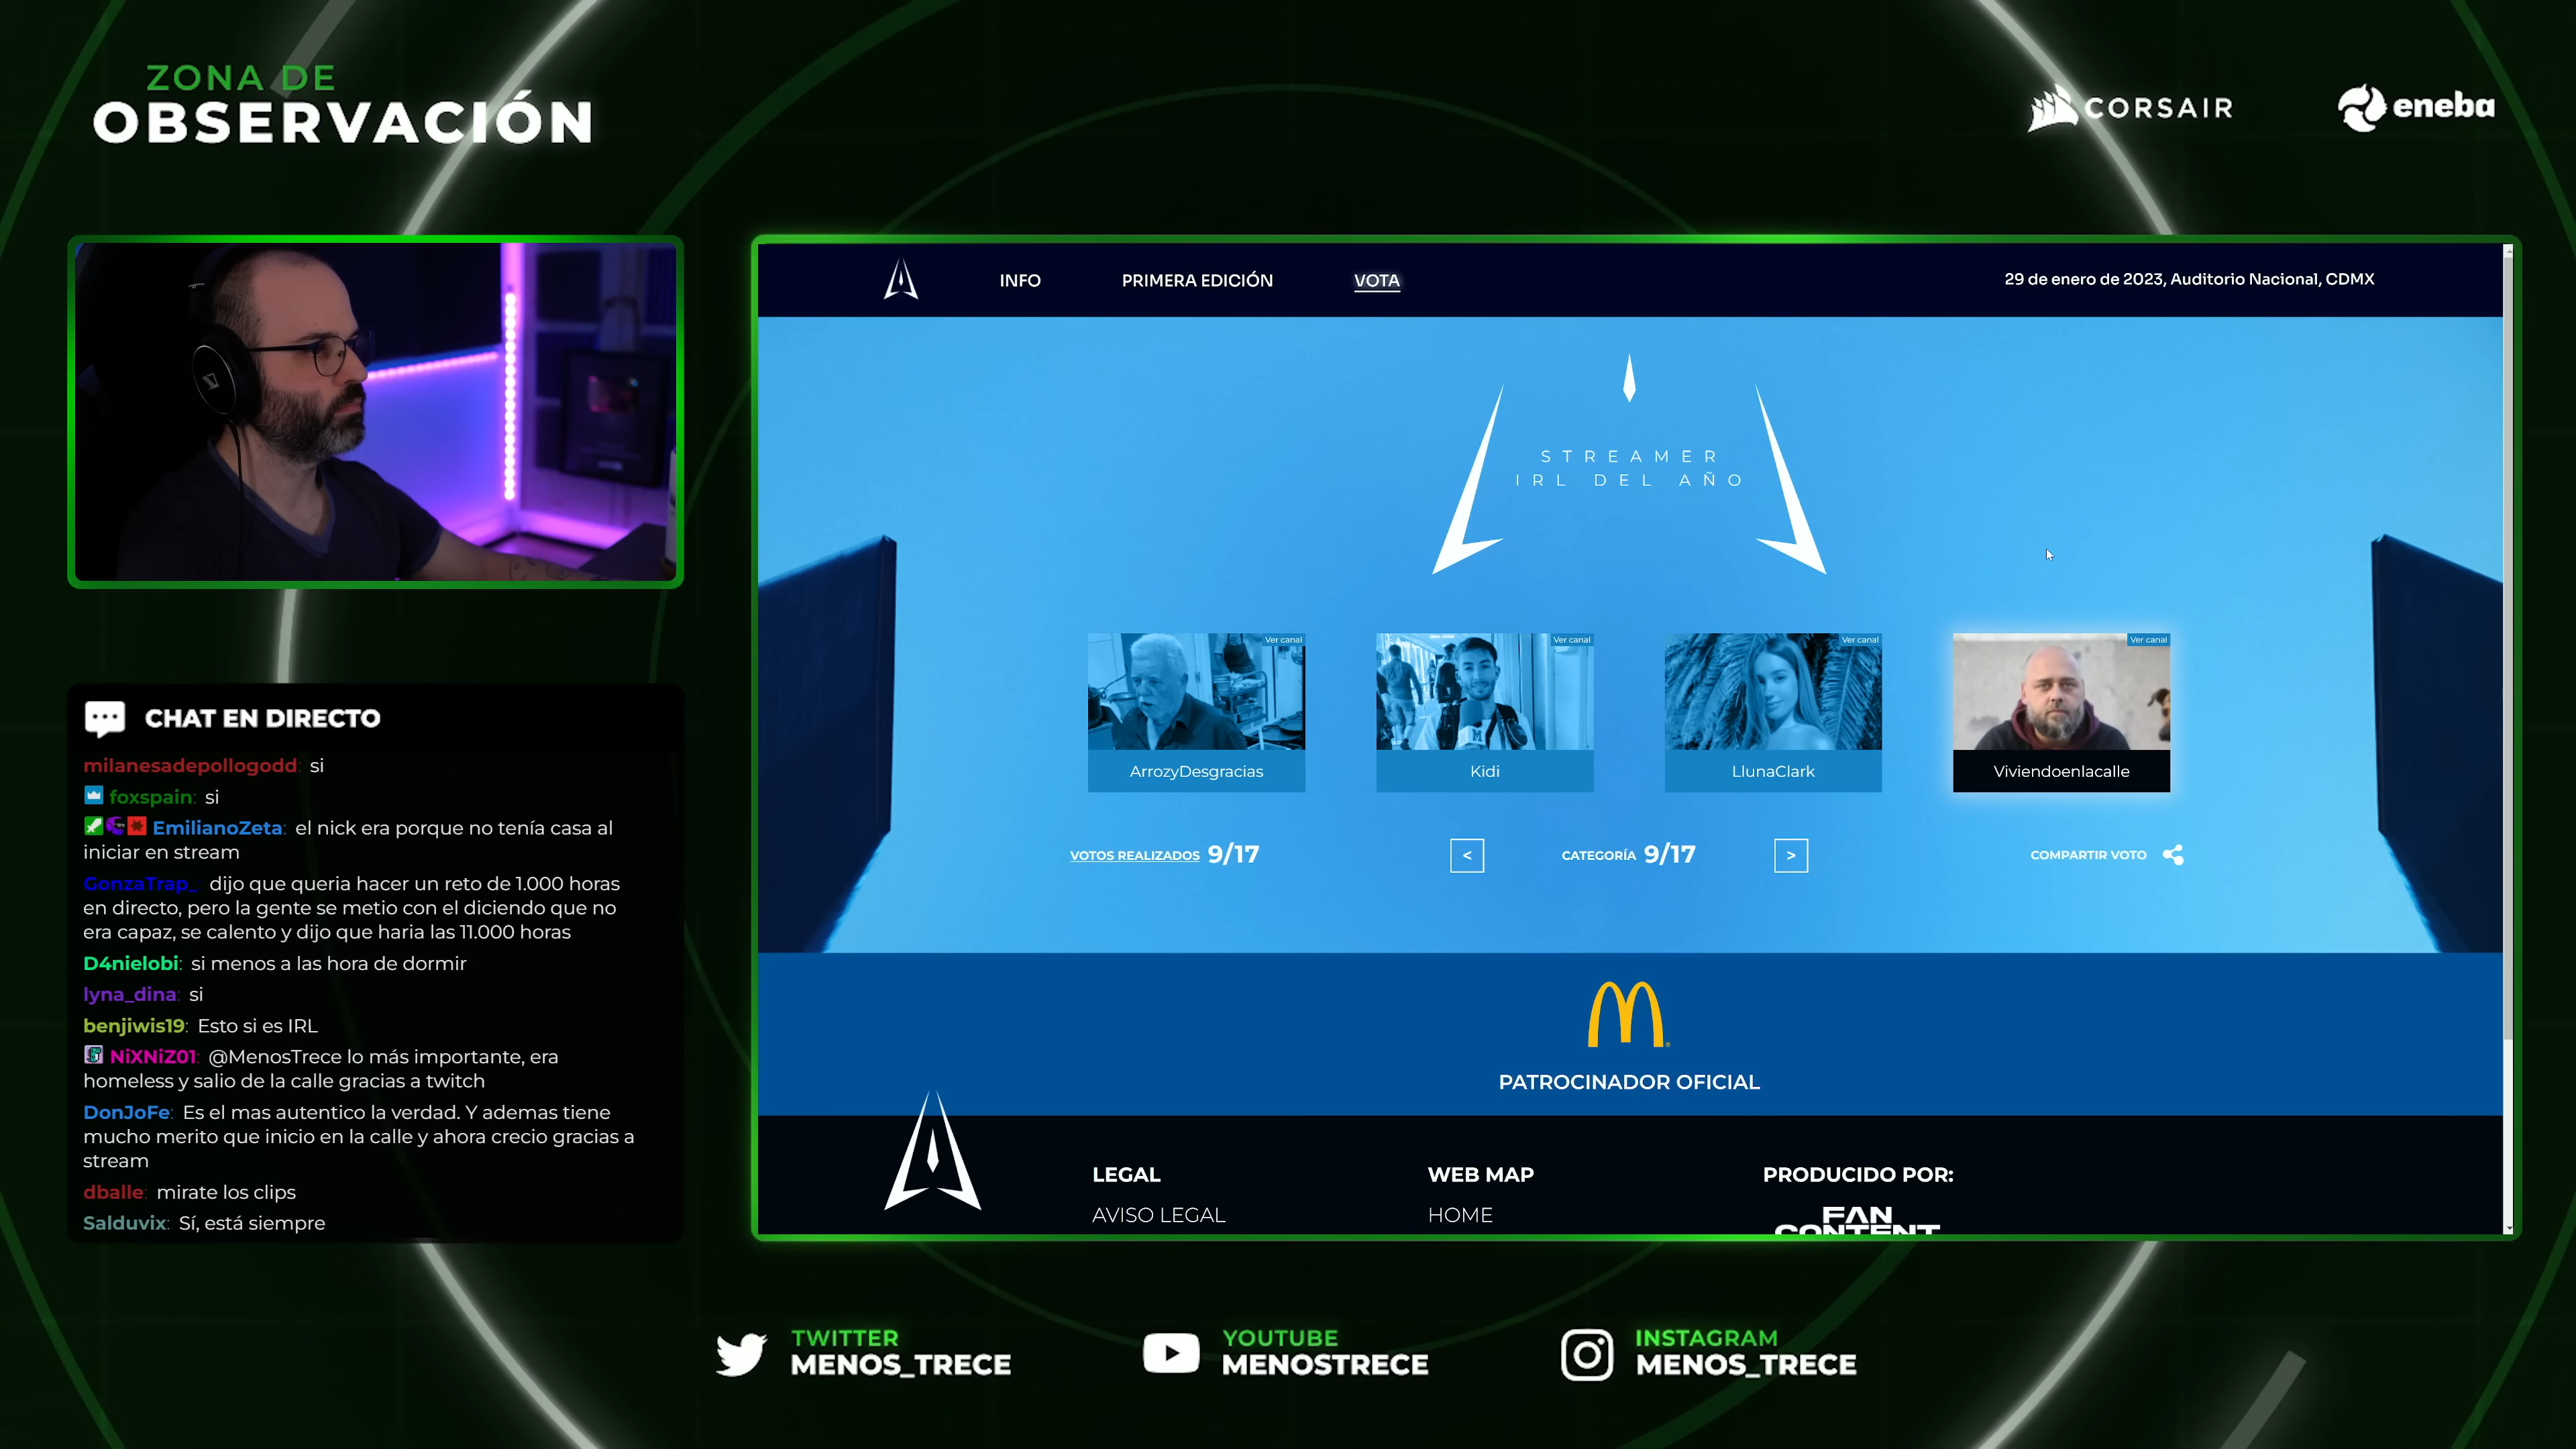 ZONA DE
OBSERVACIÓN
CORSAIR
eneba
INFO
PRIMERA EDICIÓN
VOTA
29 de enero de 2023, Auditorio Nacional, CDMX
STREAMER
IRL DEL AÑO
Ver canal
Ver canal
Ver canal
Ver canal
ArrozyDesgracias
Kidi
LlunaClark
Viviendoenlacalle
VOTOS REALIZADOS 9/17
<
CATEGORÍA 9/17
>
COMPARTIR VOTO
PATROCINADOR OFICIAL
LEGAL
WEB MAP
PRODUCIDO POR:
AVISO LEGAL
HOME
FAN
CONTENT
CHAT EN DIRECTO
milanesadepollogodd: si
foxspain: si
EmilianoZeta: el nick era porque no tenía casa al
iniciar en stream
GonzaTrap_: dijo que queria hacer un reto de 1.000 horas
en directo, pero la gente se metio con el diciendo que no
era capaz, se calento y dijo que haria las 11.000 horas
D4nielobi: si menos a las hora de dormir
lyna_dina: si
benjiwis19: Esto si es IRL
NiXNiZ01: @MenosTrece lo más importante, era
homeless y salio de la calle gracias a twitch
DonJoFe: Es el mas autentico la verdad. Y ademas tiene
mucho merito que inicio en la calle y ahora crecio gracias a
stream
dballe: mirate los clips
Salduvix: Sí, está siempre
TWITTER
MENOS_TRECE
YOUTUBE
MENOSTRECE
INSTAGRAM
MENOS_TRECE